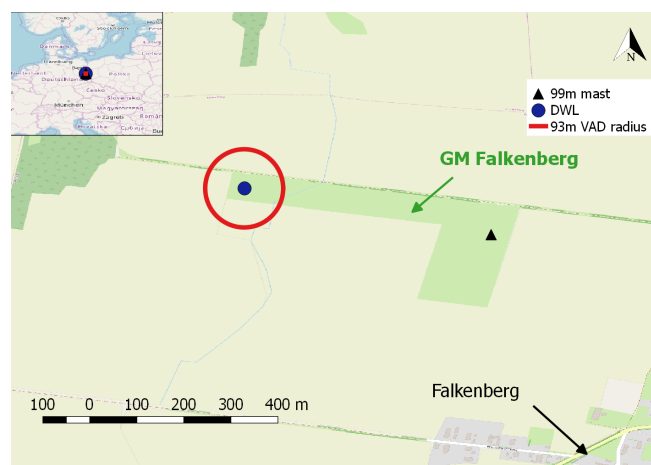 Danmark
Hamburg
Deutschland
Polska
Česko
Slovensko
München
Magyarország
Zagreb
Hrvatska
N
99m mast
DWL
93m VAD radius
GM Falkenberg
Falkenberg
100 0 100 200 300 400 m